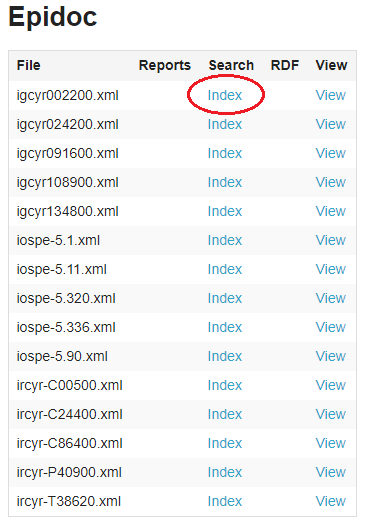 Epidoc
File Reports Search RDF View
igcyr002200.xml Index View
igcyr024200.xml Index View
igcyr091600.xml Index View
igcyr108900.xml Index View
igcyr134800.xml Index View
iospe-5.1.xml Index View
iospe-5.11.xml Index View
iospe-5.320.xml Index View
iospe-5.336.xml Index View
iospe-5.90.xml Index View
ircyr-C00500.xml Index View
ircyr-C24400.xml Index View
ircyr-C86400.xml Index View
ircyr-P40900.xml Index View
ircyr-T38620.xml Index View